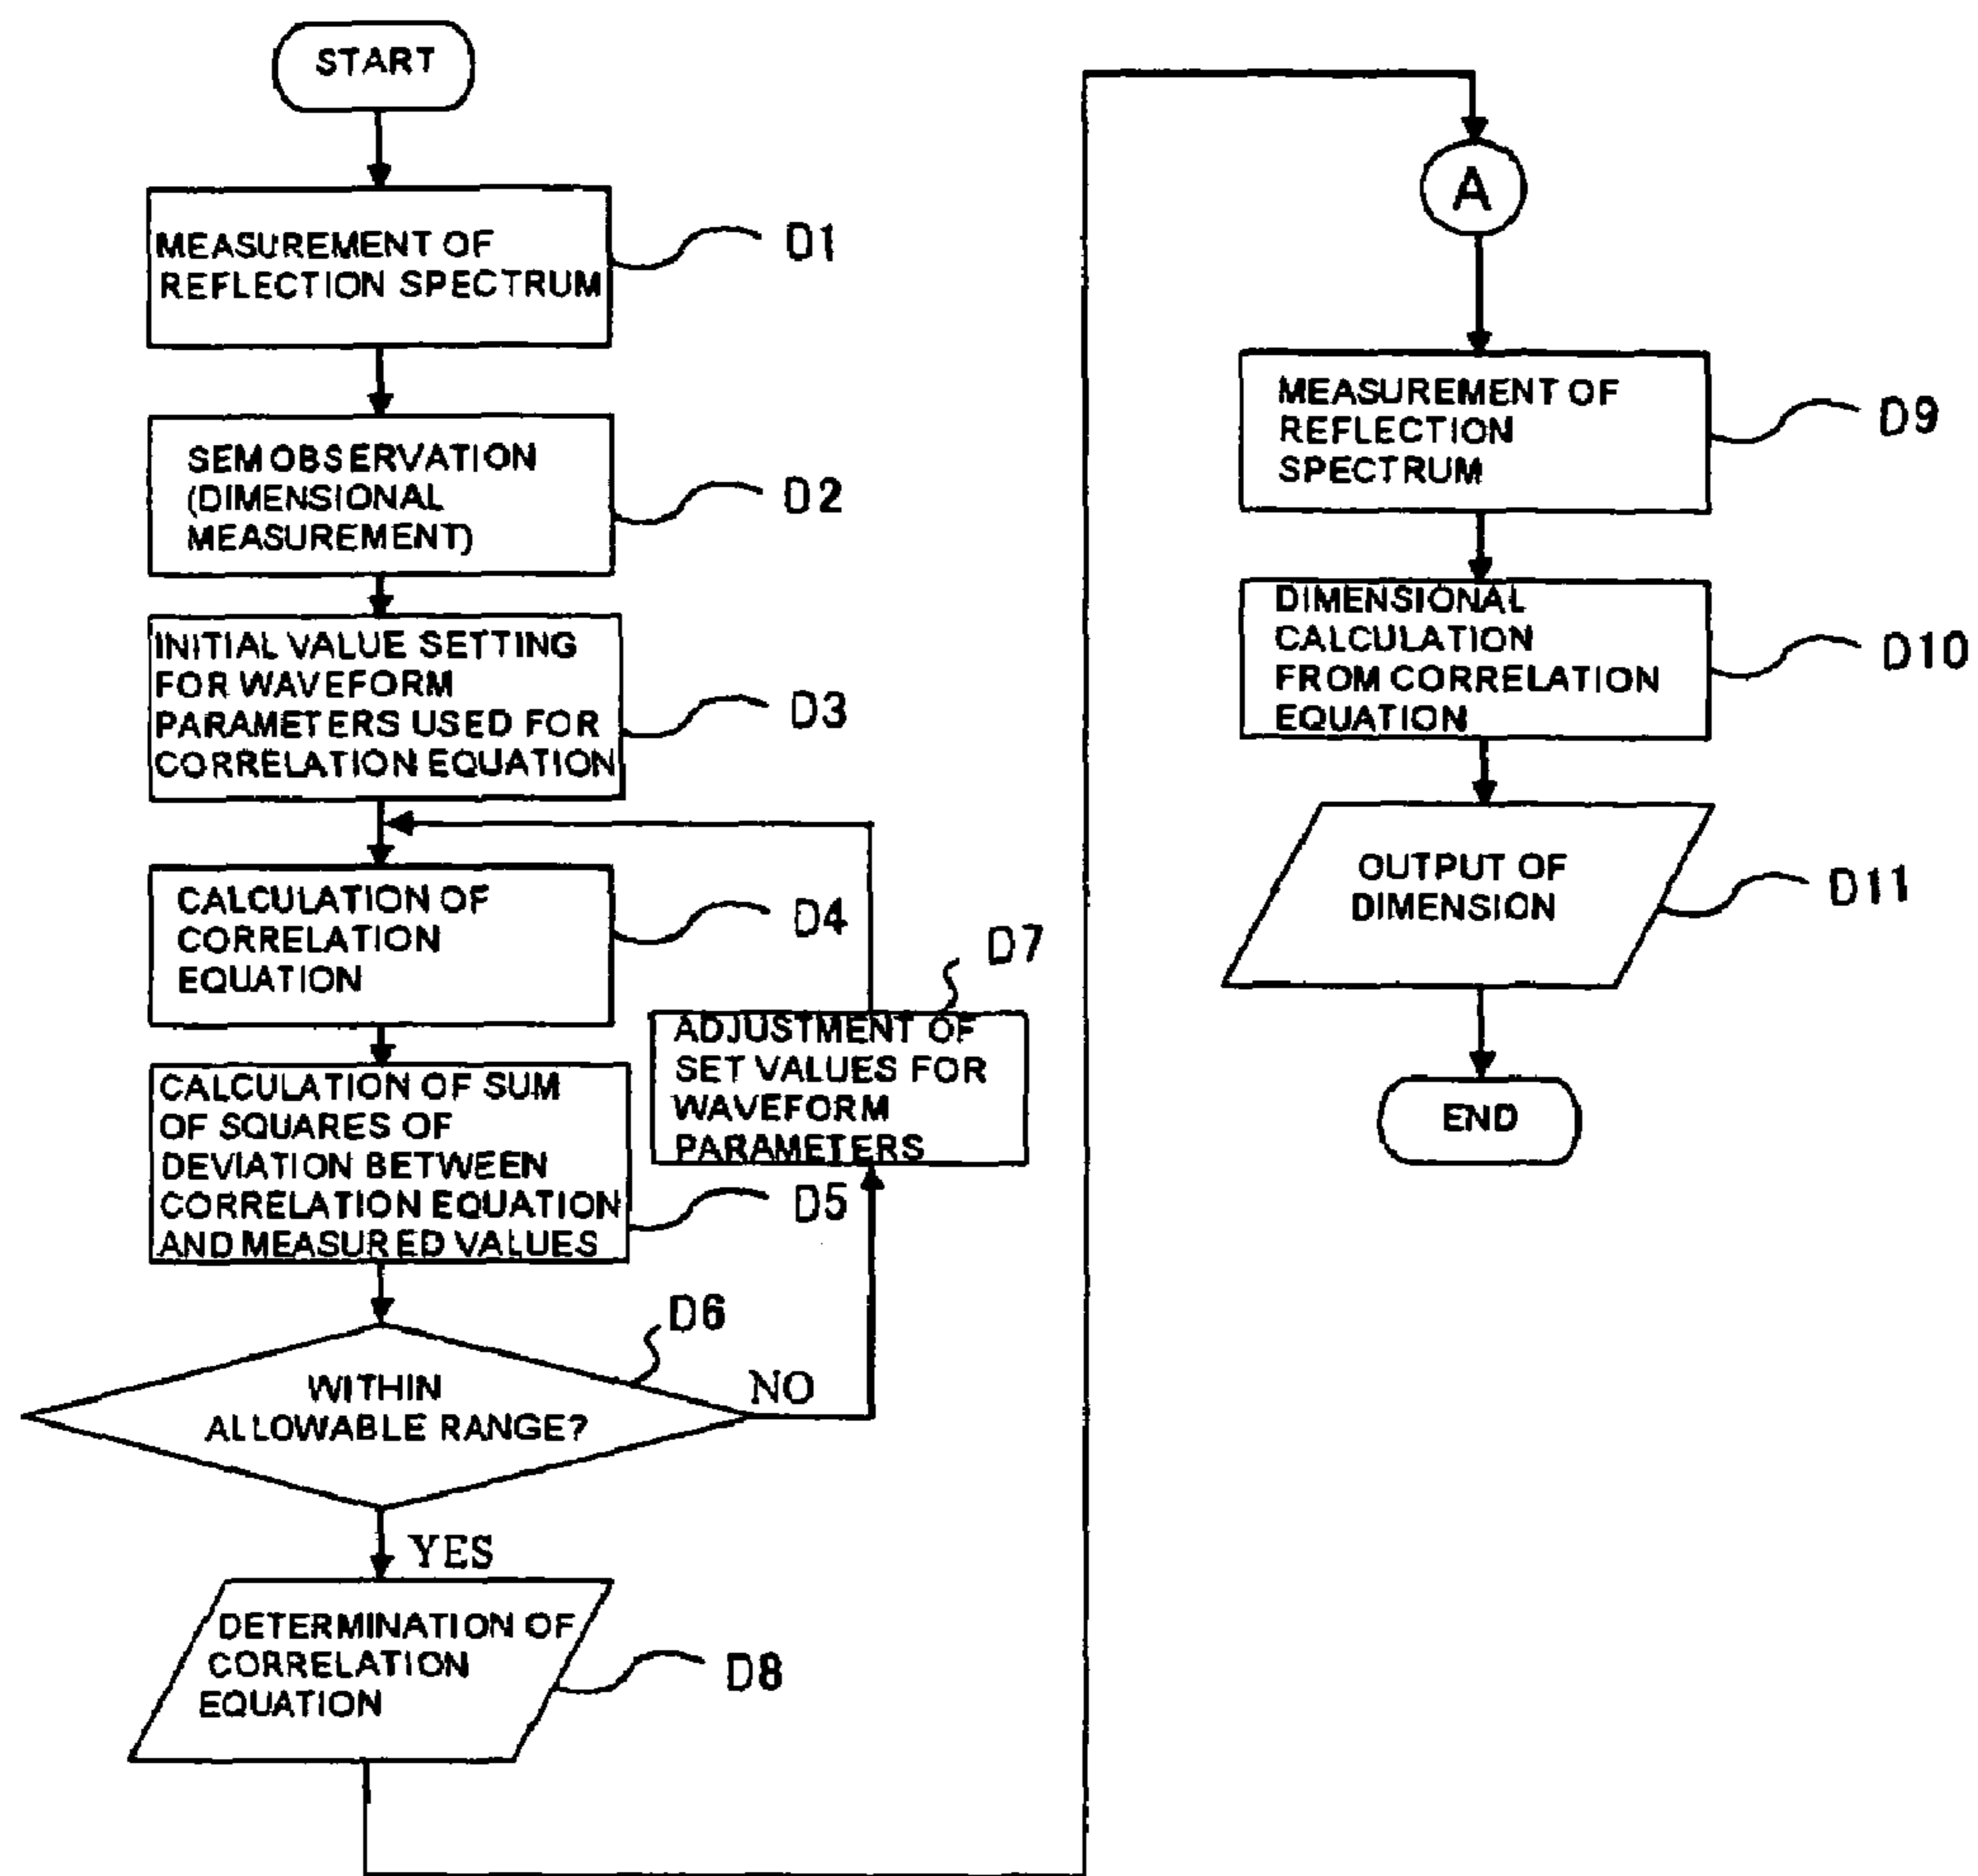 START
MEASUREMENT OF
REFLECTION SPECTRUM
D1
SEM OBSERVATION
(DIMENSIONAL
MEASUREMENT)
D2
INITIAL VALUE SETTING
FOR WAVEFORM
PARAMETERS USED FOR
CORRELATION EQUATION
D3
CALCULATION OF
CORRELATION
EQUATION
D4
CALCULATION OF SUM
OF SQUARES OF
DEVIATION BETWEEN
CORRELATION EQUATION
AND MEASURED VALUES
D5
WITHIN
ALLOWABLE RANGE?
D6
NO
ADJUSTMENT OF
SET VALUES FOR
WAVEFORM
PARAMETERS
D7
YES
DETERMINATION OF
CORRELATION
EQUATION
D8
A
MEASUREMENT OF
REFLECTION
SPECTRUM
D9
DIMENSIONAL
CALCULATION
FROM CORRELATION
EQUATION
D10
OUTPUT OF
DIMENSION
D11
END